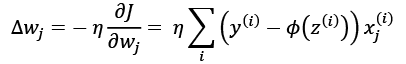 Δw_j = − η ∂J/∂w_j = η ∑_i (y^(i) − ϕ(z^(i))) x_j^(i)